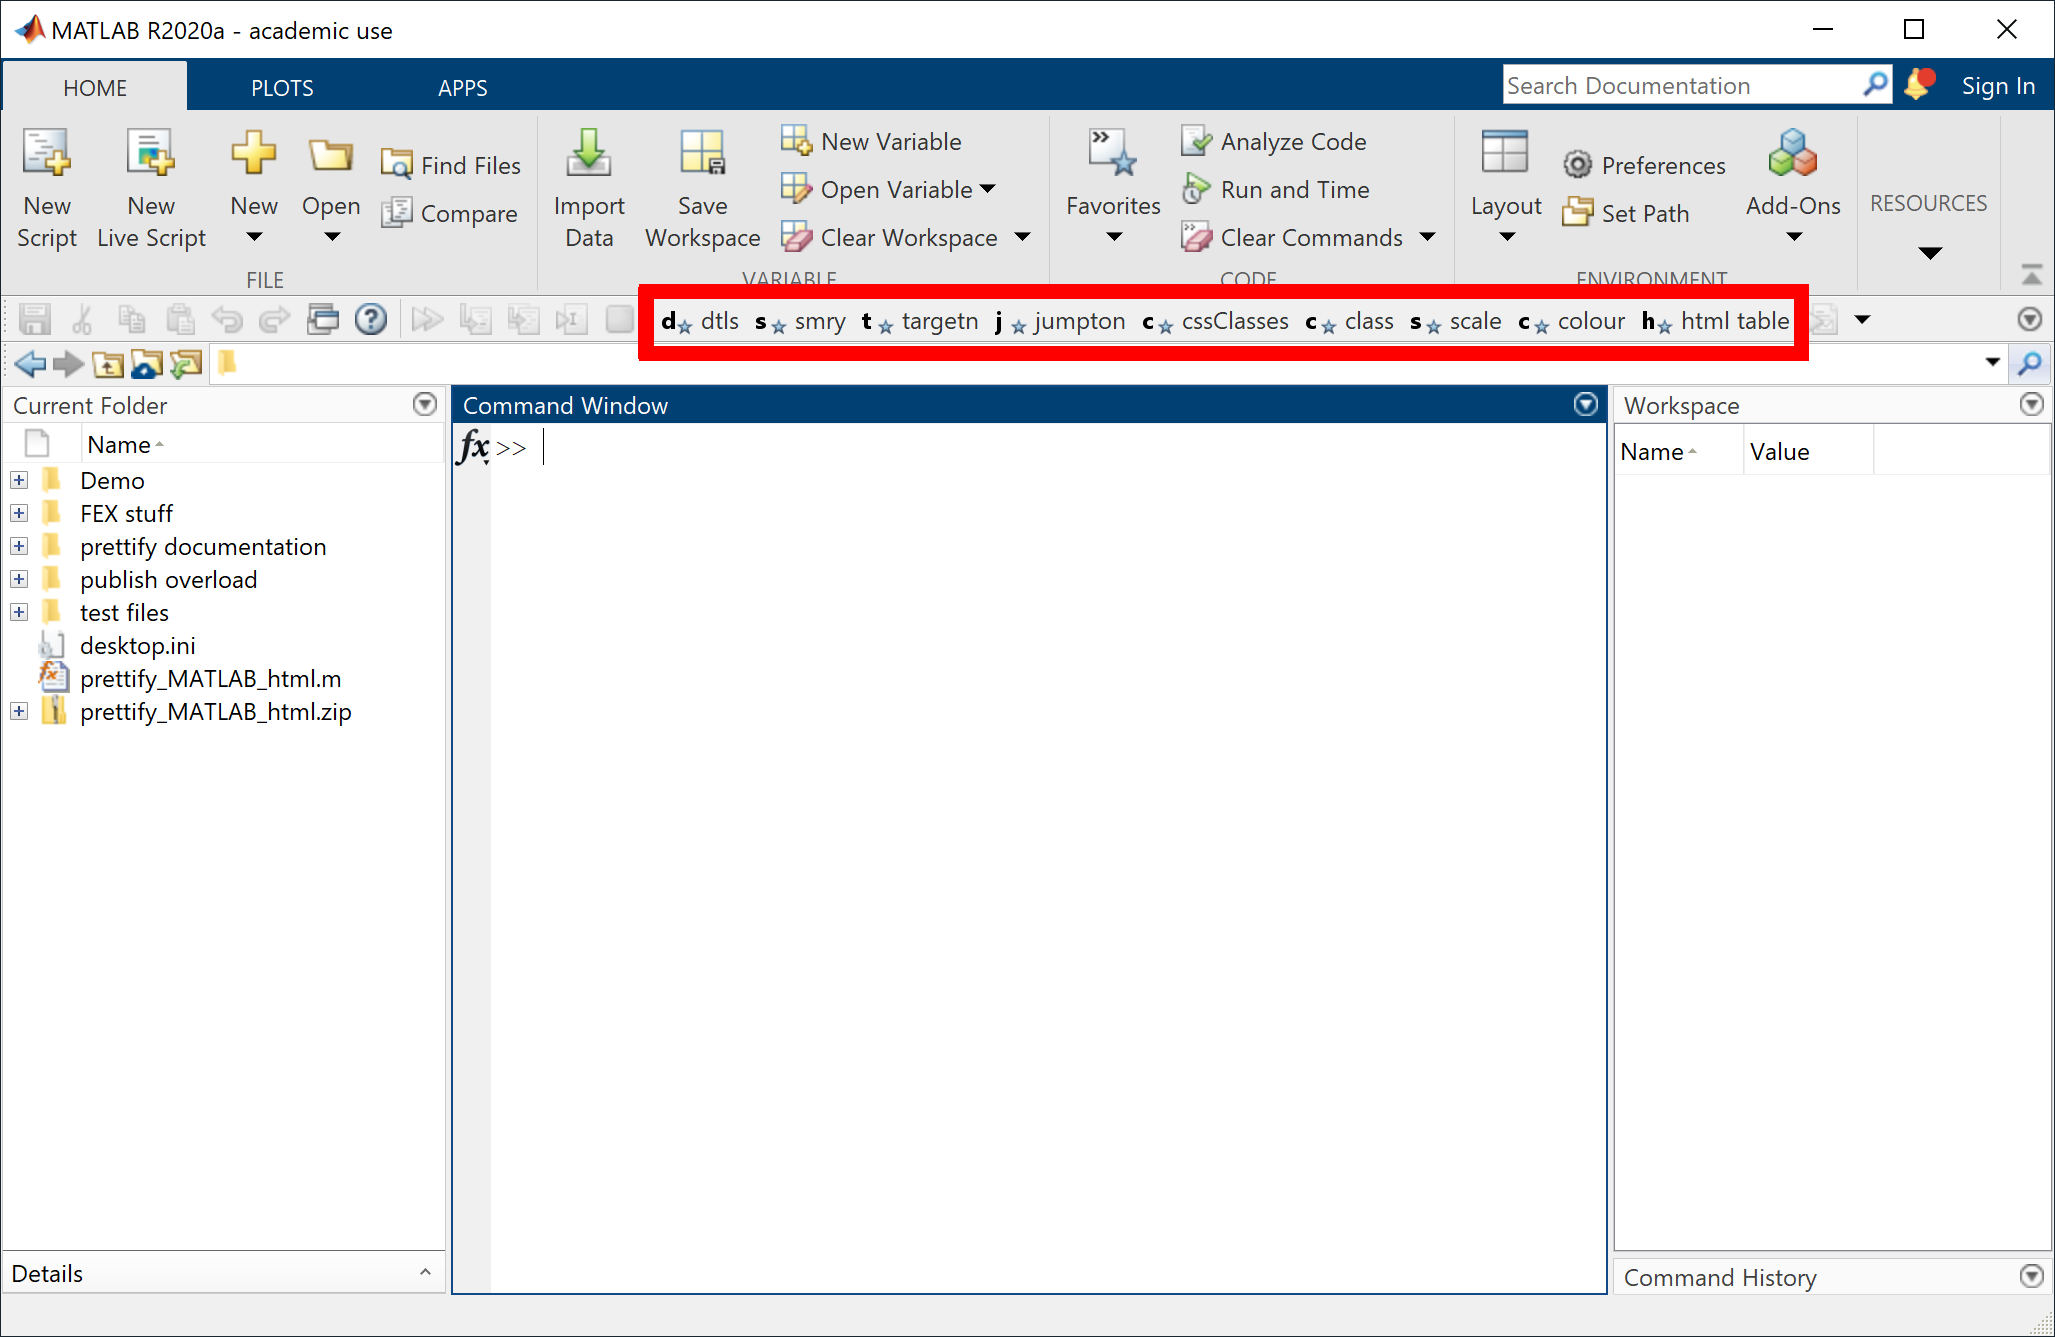 MATLAB R2020a - academic use
HOME PLOTS APPS Search Documentation Sign In
New Script
New Live Script
New
Open
Find Files
Compare
FILE
Import Data
Save Workspace
New Variable
Open Variable
Clear Workspace
VARIABLE
Favorites
Analyze Code
Run and Time
Clear Commands
CODE
Layout
Preferences
Set Path
Add-Ons
ENVIRONMENT
RESOURCES
d dtls s smry t targetn j jumpton c cssClasses c class s scale c colour h html table
Current Folder
Name
Demo
FEX stuff
prettify documentation
publish overload
test files
desktop.ini
prettify_MATLAB_html.m
prettify_MATLAB_html.zip
Details
Command Window
fx >>
Workspace
Name Value
Command History